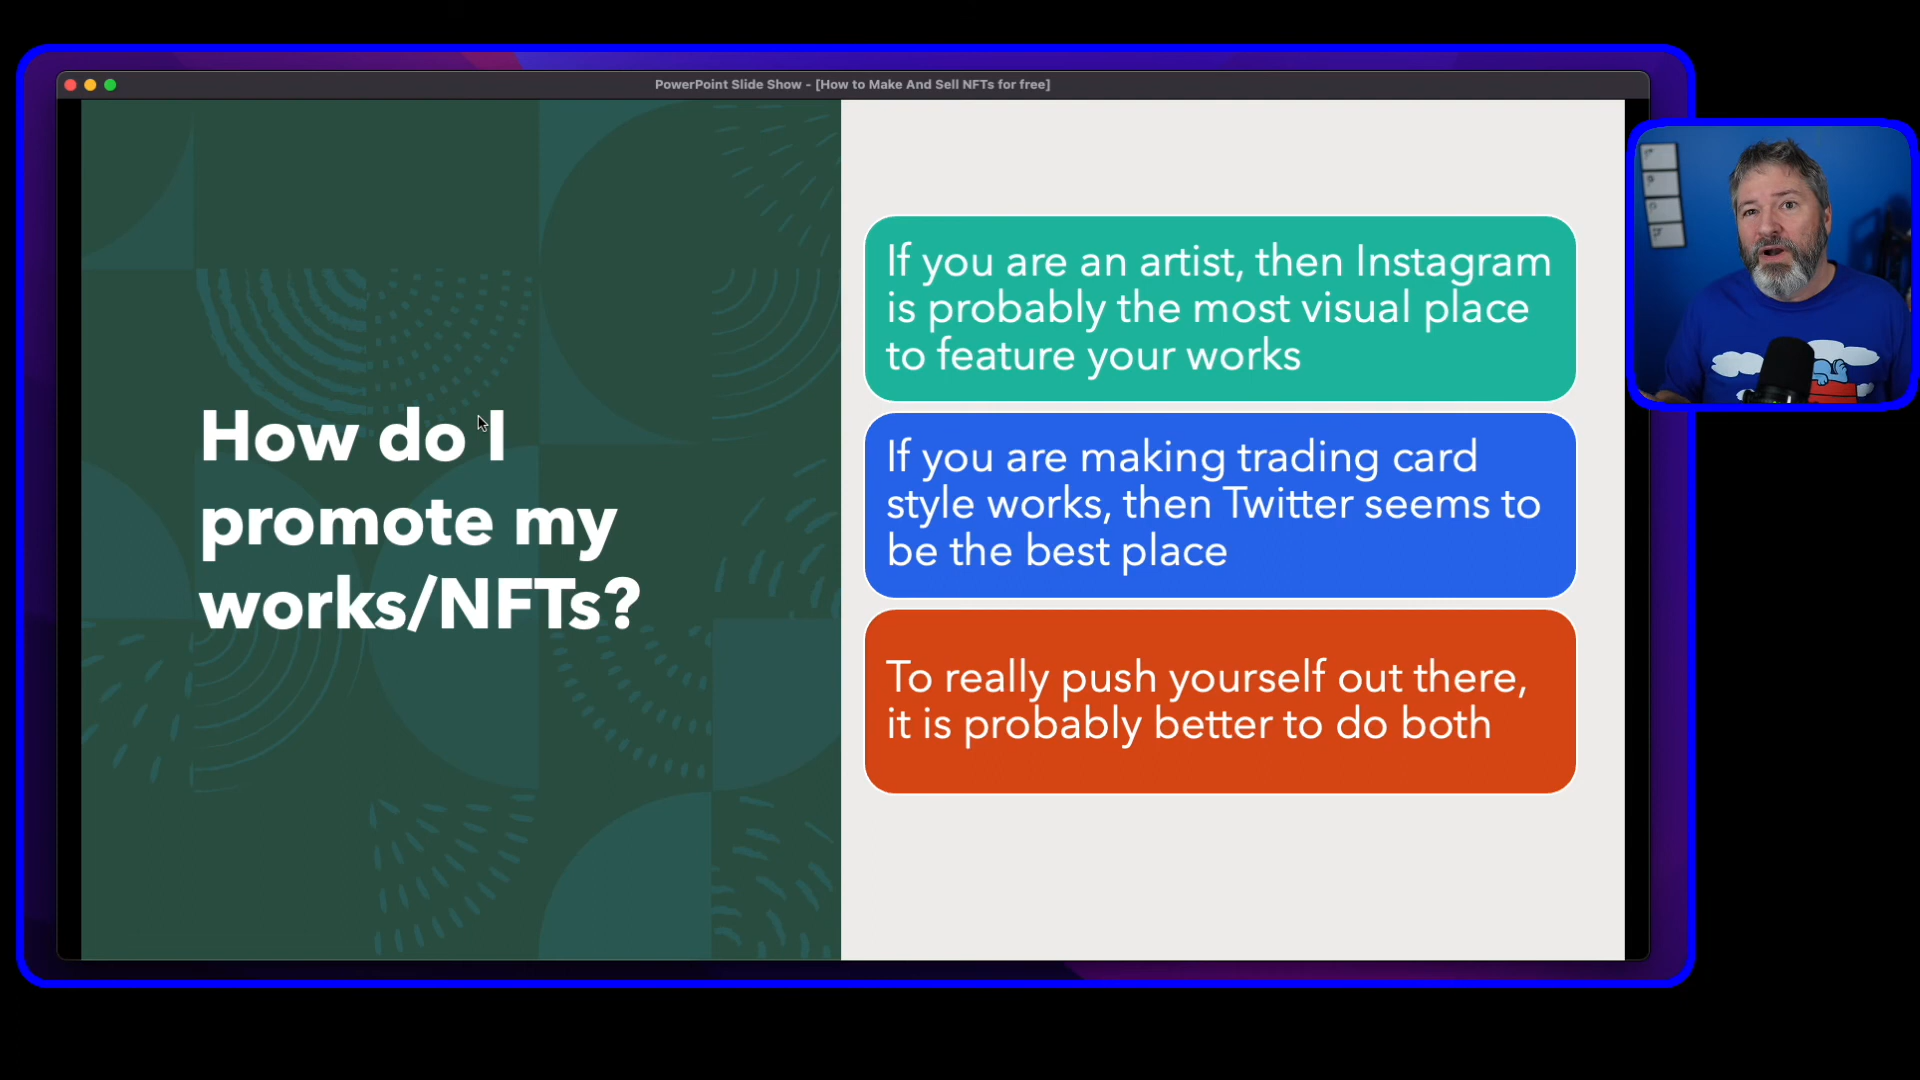 PowerPoint Slide Show - [How to Make And Sell NFTs for free]
How do I
promote my
works/NFTs?
If you are an artist, then Instagram
is probably the most visual place
to feature your works
If you are making trading card
style works, then Twitter seems to
be the best place
To really push yourself out there,
it is probably better to do both